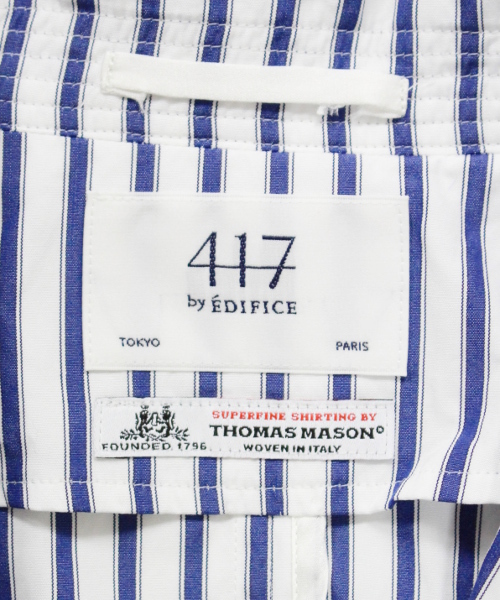 417
by ÉDIFICE
TOKYO PARIS
SUPERFINE SHIRTING BY
THOMAS MASON®
FOUNDED 1796 WOVEN IN ITALY